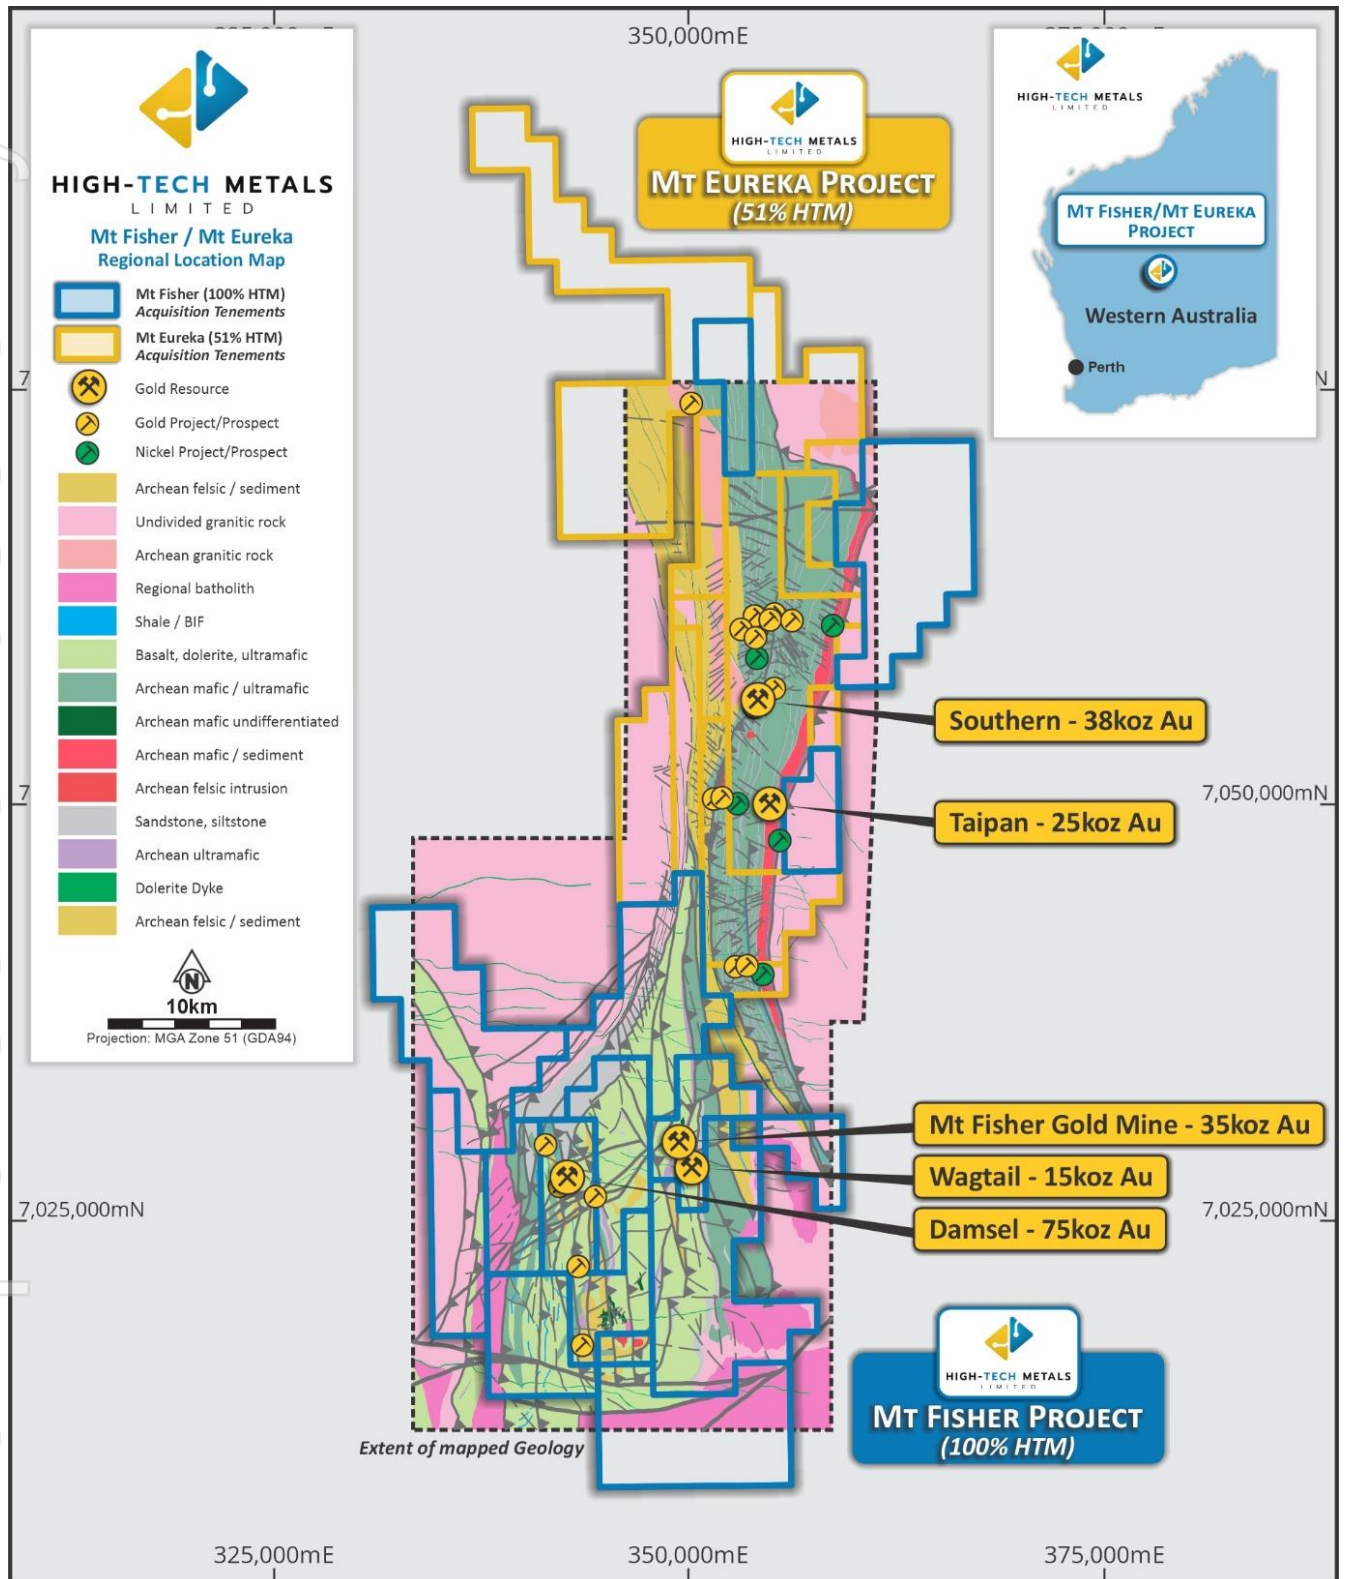 350,000mE
HIGH-TECH METALS
LIMITED
Mt Fisher / Mt Eureka
Regional Location Map
Mt Fisher (100% HTM)
Acquisition Tenements
Mt Eureka (51% HTM)
Acquisition Tenements
Gold Resource
Gold Project/Prospect
Nickel Project/Prospect
Archean felsic / sediment
Undivided granitic rock
Archean granitic rock
Regional batholith
Shale / BIF
Basalt, dolerite, ultramafic
Archean mafic / ultramafic
Archean mafic undifferentiated
Archean mafic / sediment
Archean felsic intrusion
Sandstone, siltstone
Archean ultramafic
Dolerite Dyke
Archean felsic / sediment
N
10km
Projection: MGA Zone 51 (GDA94)
HIGH-TECH METALS
LIMITED
MT EUREKA PROJECT
(51% HTM)
HIGH-TECH METALS
LIMITED
MT FISHER/MT EUREKA
PROJECT
Western Australia
Perth
N
7
Southern - 38koz Au
7
7,050,000mN
Taipan - 25koz Au
Mt Fisher Gold Mine - 35koz Au
Wagtail - 15koz Au
7,025,000mN
7,025,000mN
Damsel - 75koz Au
HIGH-TECH METALS
LIMITED
MT FISHER PROJECT
(100% HTM)
Extent of mapped Geology
325,000mE
350,000mE
375,000mE